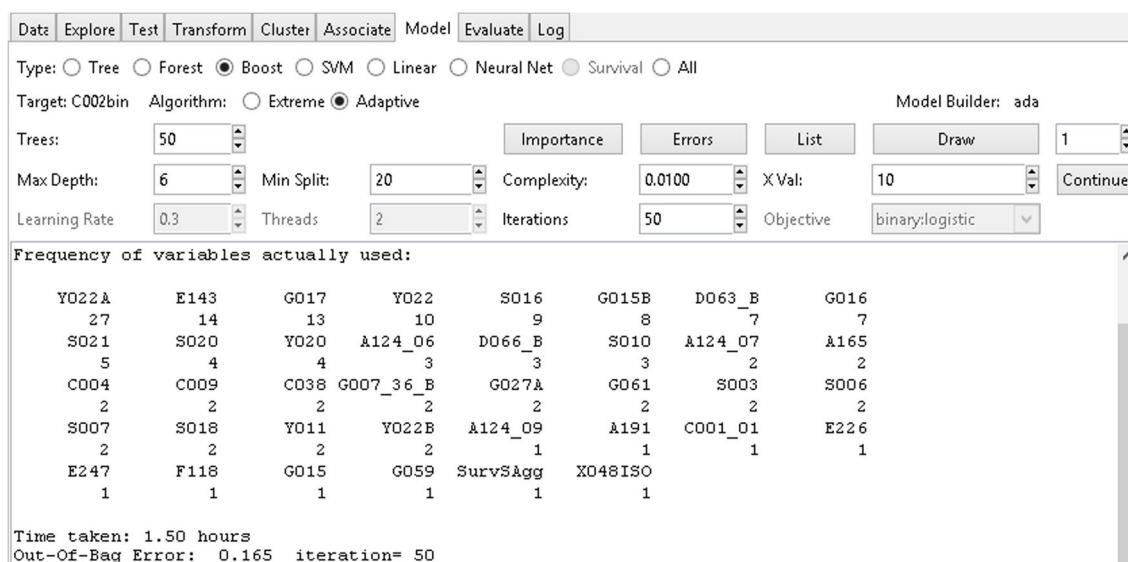 Data Explore Test Transform Cluster Associate Model Evaluate Log
Type: Tree Forest Boost SVM Linear Neural Net Survival All
Target: C002bin Algorithm: Extreme Adaptive Model Builder: ada
Trees: 50 Importance Errors List Draw 1
Max Depth: 6 Min Split: 20 Complexity: 0.0100 X Val: 10 Continue
Learning Rate 0.3 Threads 2 Iterations 50 Objective binary:logistic
Frequency of variables actually used:
Y022A E143 G017 Y022 S016 G015B D063_B G016
27 14 13 10 9 8 7 7
S021 S020 Y020 A124_06 D066_B S010 A124_07 A165
5 4 4 3 3 3 2 2
C004 C009 C038 G007_36_B G027A G061 S003 S006
2 2 2 2 2 2 2 2
S007 S018 Y011 Y022B A124_09 A191 C001_01 E226
2 2 2 2 1 1 1 1
E247 F118 G015 G059 SurvSAgg X048ISO
1 1 1 1 1 1
Time taken: 1.50 hours
Out-Of-Bag Error: 0.165 iteration= 50